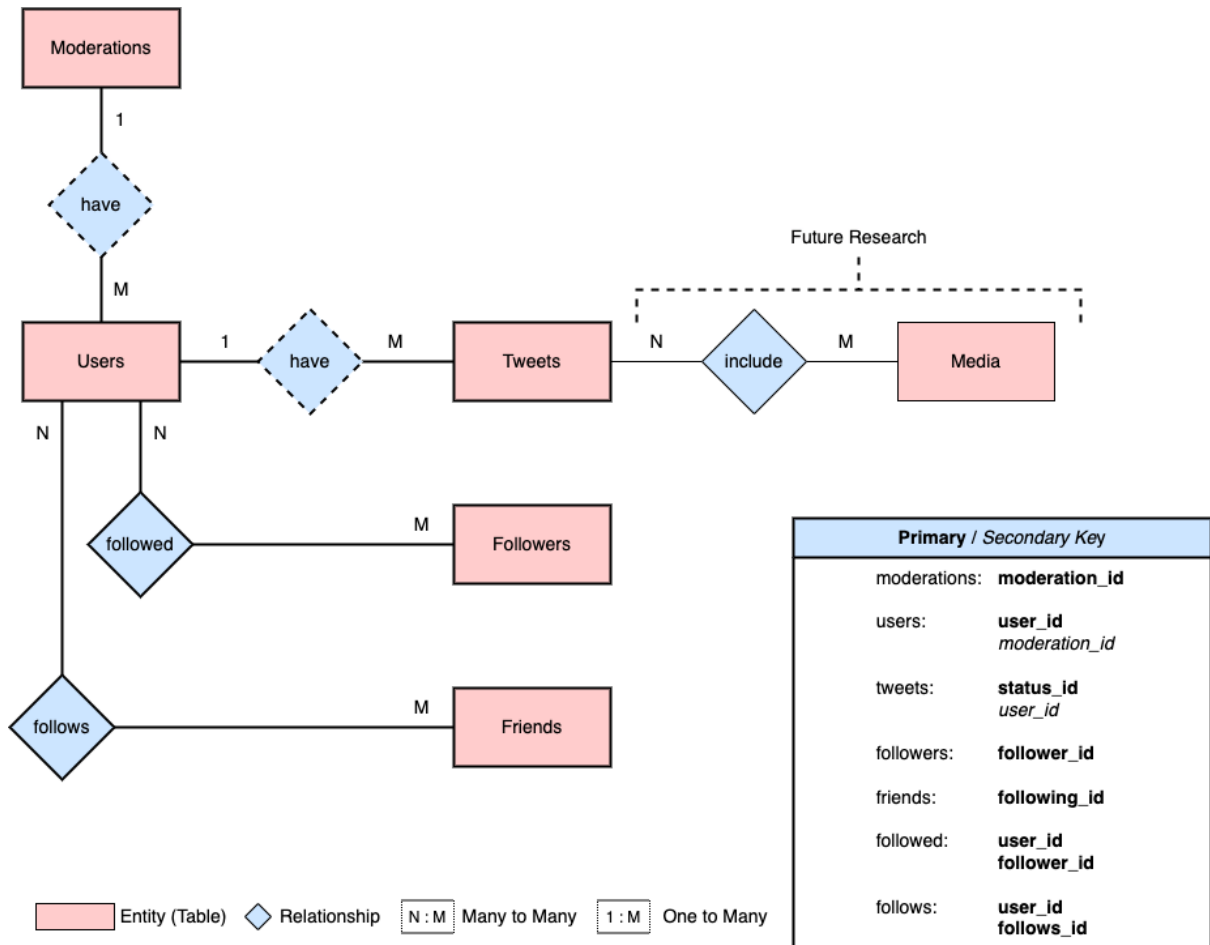 Moderations
1
have
M
Future Research
Users
1
have
M
Tweets
N
include
M
Media
N
N
followed
M
Followers
follows
M
Friends
Primary / Secondary Key
moderations: moderation_id
users: user_id
moderation_id
tweets: status_id
user_id
followers: follower_id
friends: following_id
followed: user_id
follower_id
follows: user_id
follows_id
Entity (Table) Relationship N : M Many to Many 1 : M One to Many